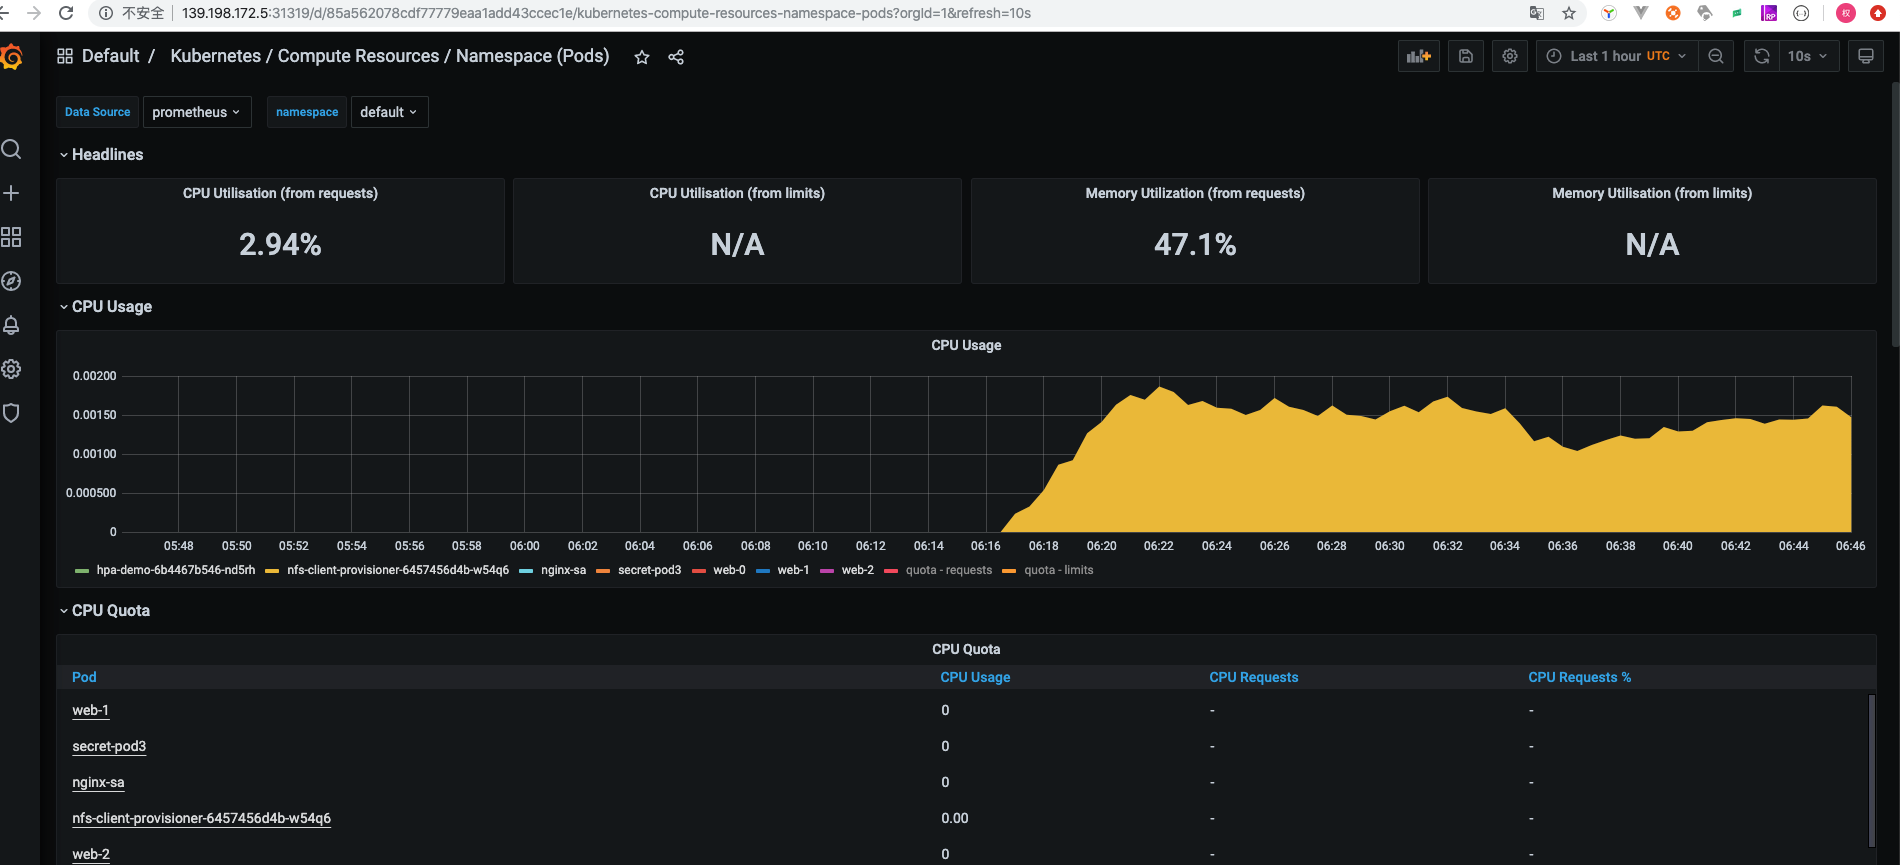 不安全 139.198.172.5:31319/d/85a562078cdf77779eaa1add43ccec1e/kubernetes-compute-resources-namespace-pods?orgId=1&refresh=10s
RP
权
Default / Kubernetes / Compute Resources / Namespace (Pods)
Last 1 hour UTC
10s
Data Source prometheus namespace default
Headlines
CPU Utilisation (from requests) CPU Utilisation (from limits) Memory Utilization (from requests) Memory Utilisation (from limits)
2.94% N/A 47.1% N/A
CPU Usage
CPU Usage
0.00200
0.00150
0.00100
0.000500
0
05:48 05:50 05:52 05:54 05:56 05:58 06:00 06:02 06:04 06:06 06:08 06:10 06:12 06:14 06:16 06:18 06:20 06:22 06:24 06:26 06:28 06:30 06:32 06:34 06:36 06:38 06:40 06:42 06:44 06:46
hpa-demo-6b4467b546-nd5rh nfs-client-provisioner-6457456d4b-w54q6 nginx-sa secret-pod3 web-0 web-1 web-2 quota - requests quota - limits
CPU Quota
CPU Quota
Pod CPU Usage CPU Requests CPU Requests %
web-1 0 - -
secret-pod3 0 - -
nginx-sa 0 - -
nfs-client-provisioner-6457456d4b-w54q6 0.00 - -
web-2 0 - -